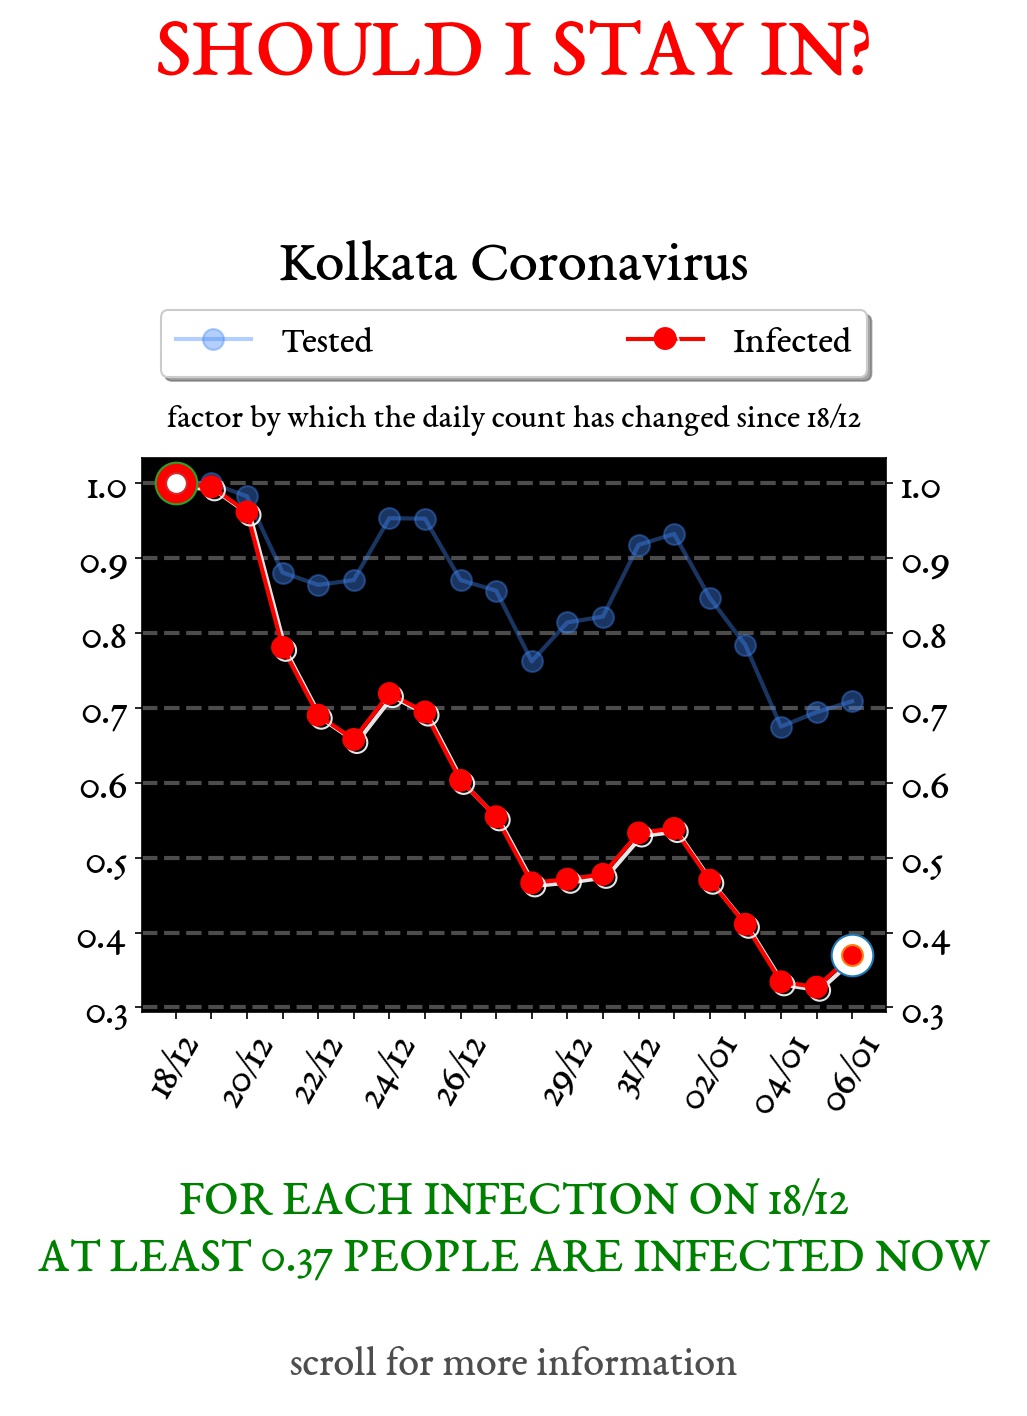 SHOULD I STAY IN?
Kolkata Coronavirus
Tested Infected
factor by which the daily count has changed since 18/12
1.0 1.0
0.9 0.9
0.8 0.8
0.7 0.7
0.6 0.6
0.5 0.5
0.4 0.4
0.3 0.3
18/12 20/12 22/12 24/12 26/12 29/12 31/12 02/01 04/01 06/01
FOR EACH INFECTION ON 18/12
AT LEAST 0.37 PEOPLE ARE INFECTED NOW
scroll for more information